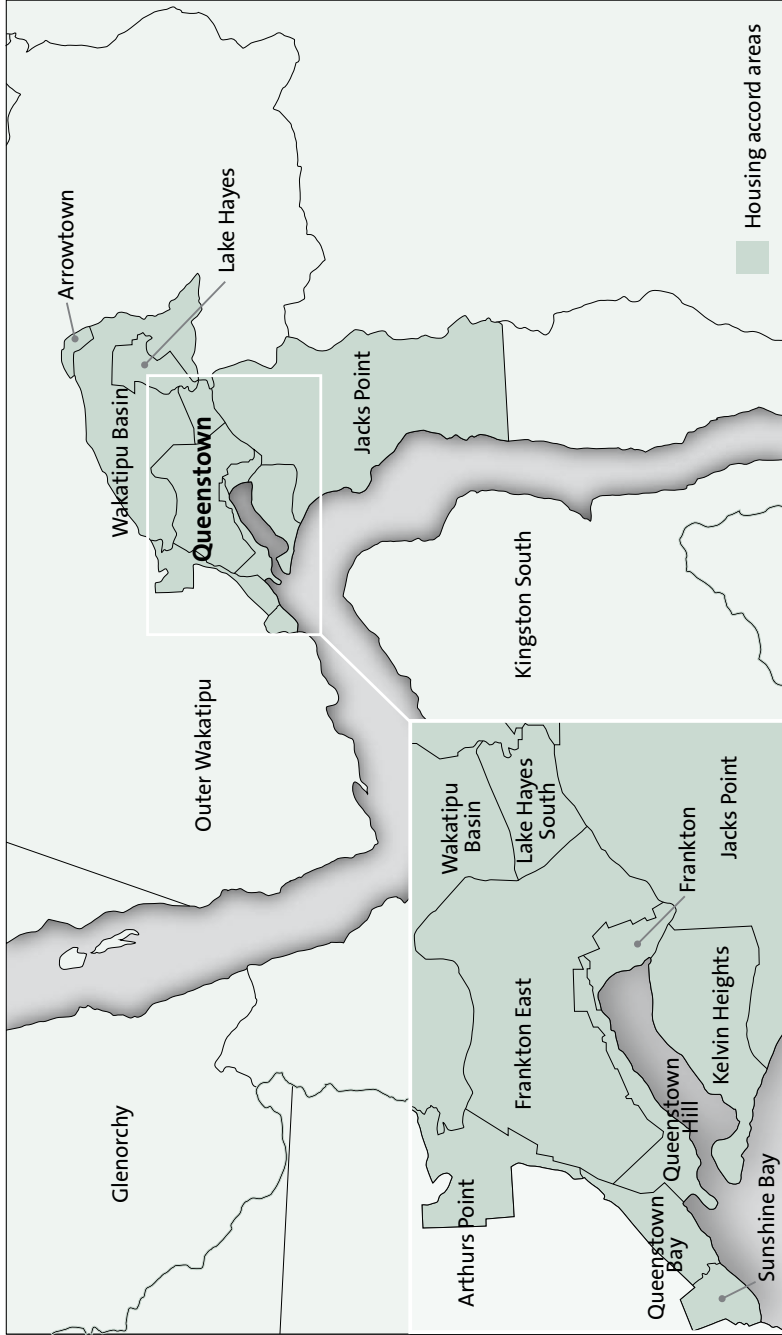 Glenorchy
Outer Wakatipu
Wakatipu Basin
Arrowtown
Lake Hayes
Queenstown
Jacks Point
Kingston South
Housing accord areas
Arthurs Point
Frankton East
Wakatipu
Basin
Lake Hayes
South
Jacks Point
Frankton
Kelvin Heights
Queenstown
Hill
Queenstown
Bay
Sunshine Bay